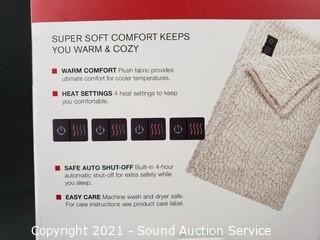 SUPER SOFT COMFORT KEEPS
YOU WARM & COZY
WARM COMFORT Plush fabric provides
ultimate comfort for cooler temperatures.
HEAT SETTINGS 4 heat settings to keep
you comfortable.
SAFE AUTO SHUT-OFF Built-in 4-hour
automatic shut-off for extra safety while
you sleep.
EASY CARE Machine wash and dryer safe.
For care instructions see product care label.
Copyright 2021 - Sound Auction Service